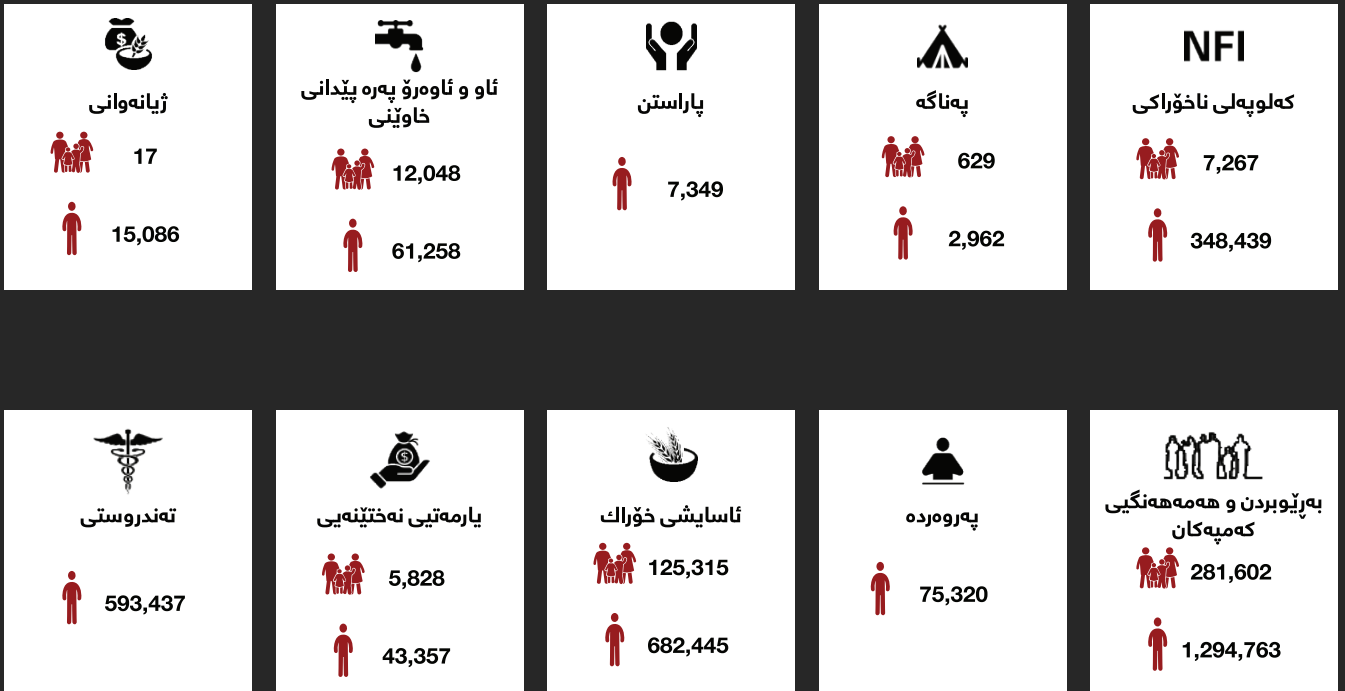 NFI
کەلوپەلی ناخۆراکی
7,267
348,439
پەناگە
629
2,962
پاراستن
7,349
ئاو و ئاوەرۆ پەرە پێدانی
خاوێنی
12,048
61,258
ژیانەوانی
17
15,086
بەڕێوبردن و هەمەهەنگیی
کەمپەکان
281,602
1,294,763
پەروەردە
75,320
ئاسایشی خۆراك
125,315
682,445
یارمەتیی نەختێنەیی
5,828
43,357
تەندروستی
593,437